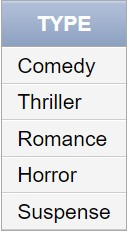 TYPE
Comedy
Thriller
Romance
Horror
Suspense